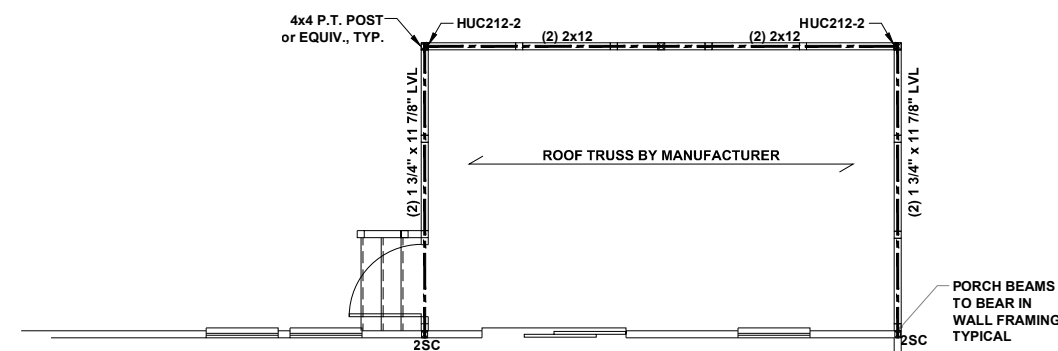 4x4 P.T. POST
or EQUIV., TYP.
HUC212-2
(2) 2x12
(2) 2x12
HUC212-2
(2) 1 3/4" x 11 7/8" LVL
ROOF TRUSS BY MANUFACTURER
(2) 1 3/4" x 11 7/8" LVL
PORCH BEAMS
TO BEAR IN
WALL FRAMING
TYPICAL
2SC
2SC